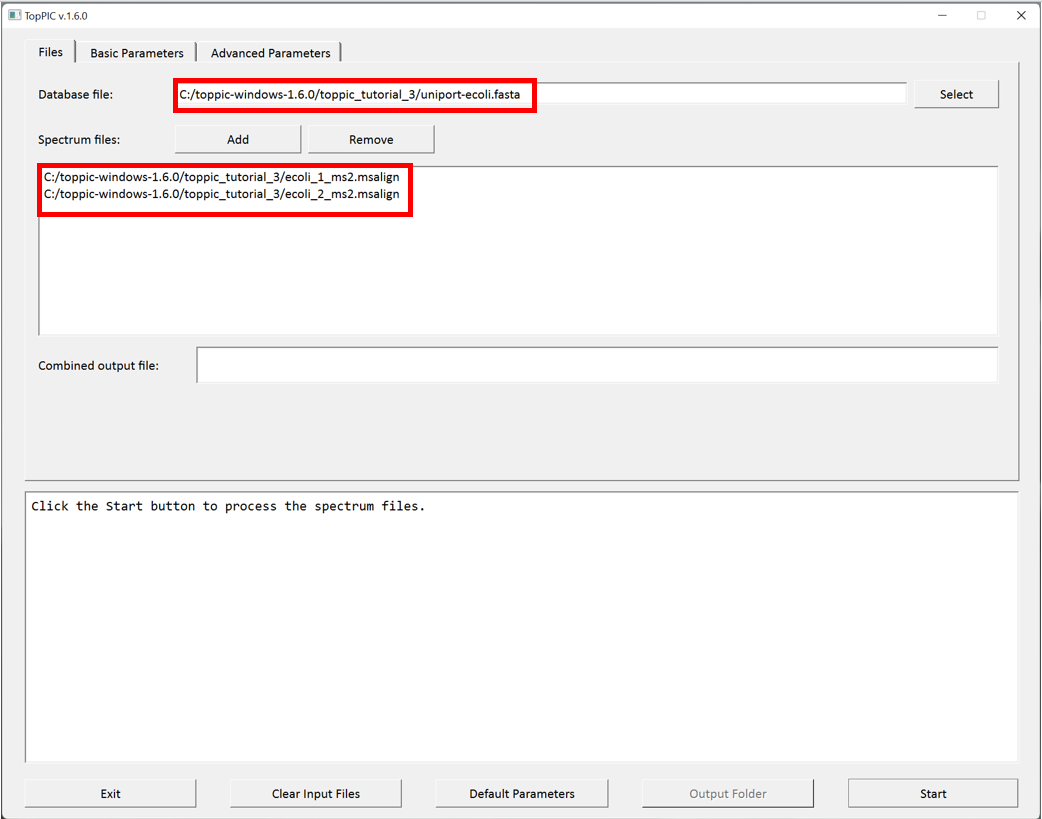 TopPIC v.1.6.0
Files Basic Parameters Advanced Parameters
Database file: C:/toppic-windows-1.6.0/toppic_tutorial_3/uniport-ecoli.fasta Select
Spectrum files: Add Remove
C:/toppic-windows-1.6.0/toppic_tutorial_3/ecoli_1_ms2.msalign
C:/toppic-windows-1.6.0/toppic_tutorial_3/ecoli_2_ms2.msalign
Combined output file:
Click the Start button to process the spectrum files.
Exit Clear Input Files Default Parameters Output Folder Start